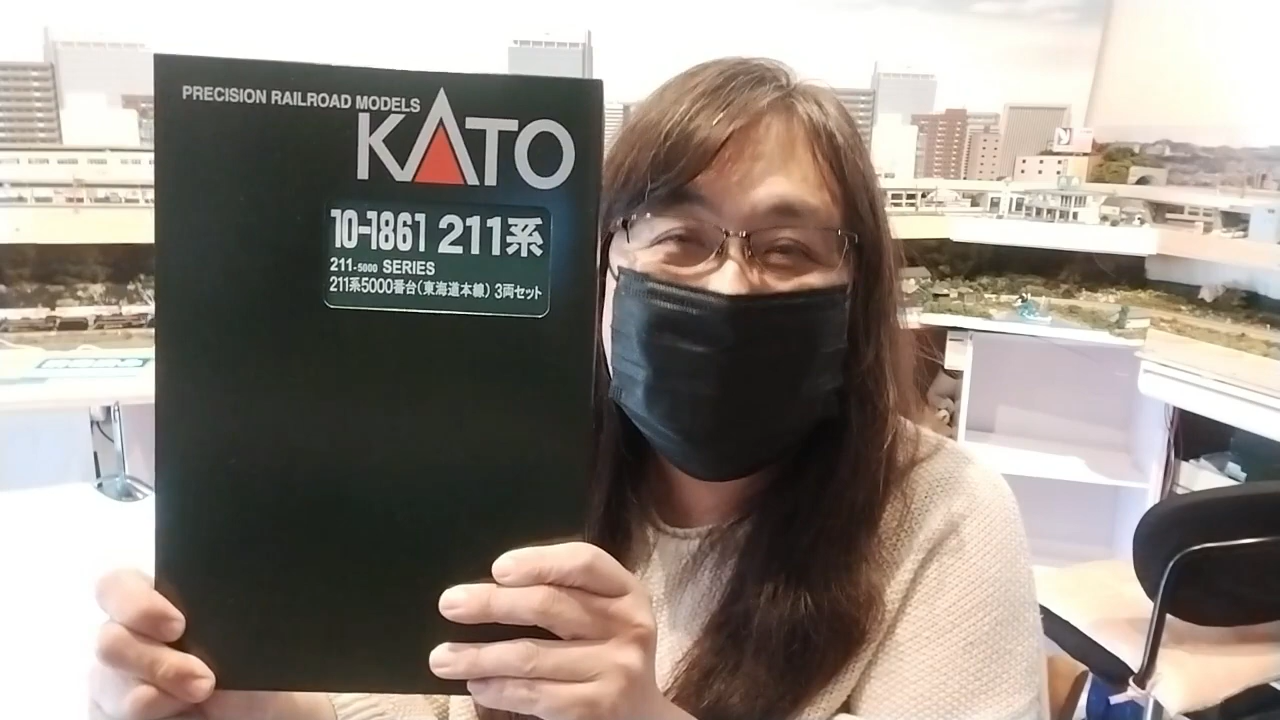 PRECISION RAILROAD MODELS
KATO
10-1861 211系
211-5000 SERIES
211系5000番台(東海道本線) 3両セット